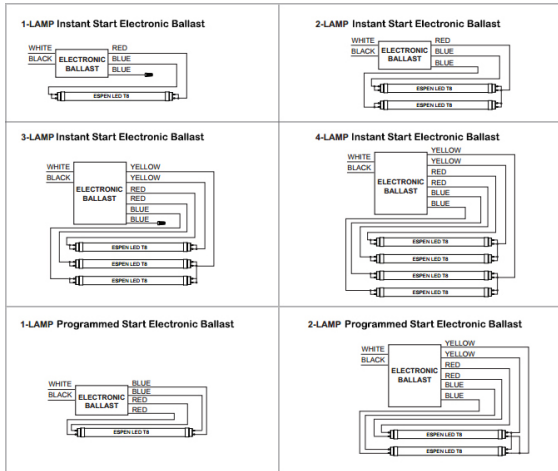 1-LAMP Instant Start Electronic Ballast
WHITE
BLACK
ELECTRONIC
BALLAST
RED
BLUE
BLUE
ESPEN LED T8
2-LAMP Instant Start Electronic Ballast
WHITE
BLACK
ELECTRONIC
BALLAST
RED
BLUE
BLUE
ESPEN LED T8
ESPEN LED T8
3-LAMP Instant Start Electronic Ballast
WHITE
BLACK
ELECTRONIC
BALLAST
YELLOW
YELLOW
RED
RED
BLUE
BLUE
ESPEN LED T8
ESPEN LED T8
ESPEN LED T8
4-LAMP Instant Start Electronic Ballast
WHITE
BLACK
ELECTRONIC
BALLAST
YELLOW
YELLOW
RED
RED
BLUE
BLUE
ESPEN LED T8
ESPEN LED T8
ESPEN LED T8
ESPEN LED T8
1-LAMP Programmed Start Electronic Ballast
WHITE
BLACK
ELECTRONIC
BALLAST
BLUE
BLUE
RED
RED
ESPEN LED T8
2-LAMP Programmed Start Electronic Ballast
WHITE
BLACK
ELECTRONIC
BALLAST
YELLOW
YELLOW
RED
RED
BLUE
BLUE
ESPEN LED T8
ESPEN LED T8